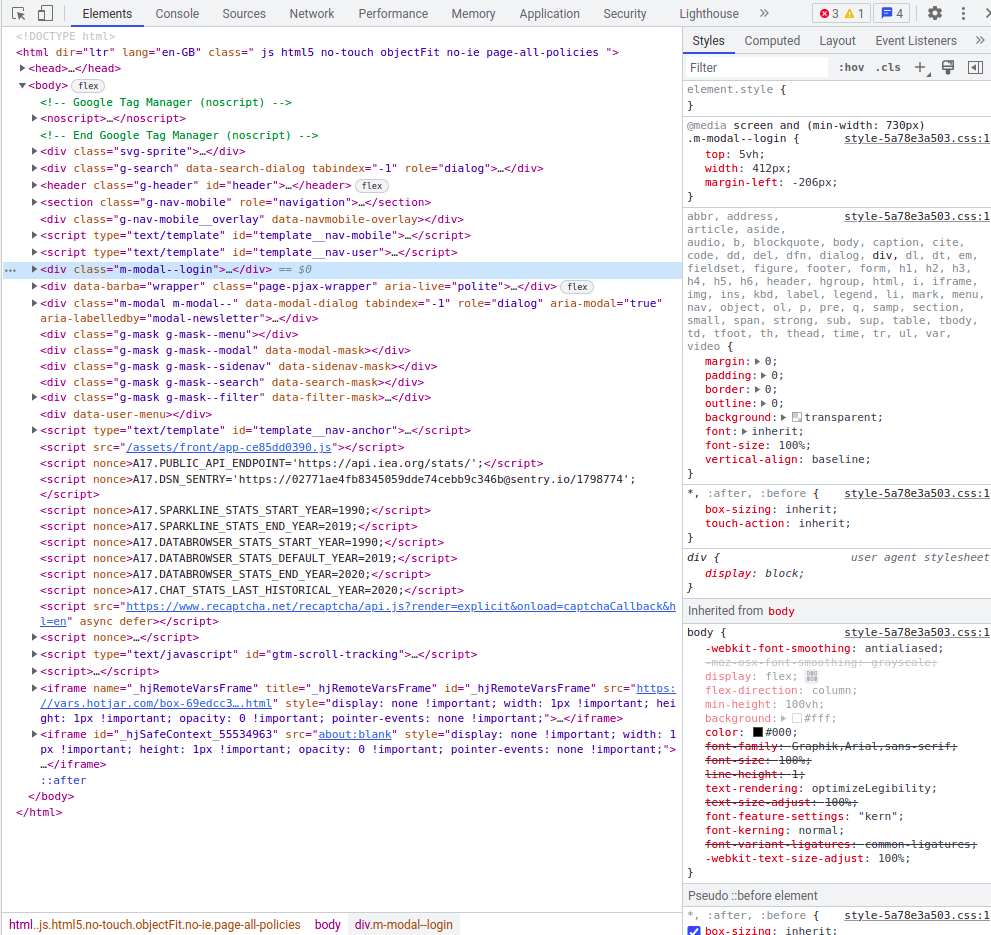 Elements Console Sources Network Performance Memory Application Security Lighthouse » 3 1 4
<!DOCTYPE html>
<html dir="ltr" lang="en-GB" class=" js html5 no-touch objectFit no-ie page-all-policies ">
▶<head>…</head>
▼<body> flex
<!-- Google Tag Manager (noscript) -->
▶<noscript>…</noscript>
<!-- End Google Tag Manager (noscript) -->
▶<div class="svg-sprite">…</div>
▶<div class="g-search" data-search-dialog tabindex="-1" role="dialog">…</div>
▶<header class="g-header" id="header">…</header> flex
▶<section class="g-nav-mobile" role="navigation">…</section>
<div class="g-nav-mobile__overlay" data-navmobile-overlay></div>
▶<script type="text/template" id="template__nav-mobile">…</script>
▶<script type="text/template" id="template__nav-user">…</script>
… ▶<div class="m-modal--login">…</div> == $0
▶<div data-barba="wrapper" class="page-pjax-wrapper" aria-live="polite">…</div> flex
▶<div class="m-modal m-modal--" data-modal-dialog tabindex="-1" role="dialog" aria-modal="true"
aria-labelledby="modal-newsletter">…</div>
<div class="g-mask g-mask--menu"></div>
<div class="g-mask g-mask--modal" data-modal-mask></div>
<div class="g-mask g-mask--sidenav" data-sidenav-mask></div>
<div class="g-mask g-mask--search" data-search-mask></div>
▶<div class="g-mask g-mask--filter" data-filter-mask>…</div>
<div data-user-menu></div>
▶<script type="text/template" id="template__nav-anchor">…</script>
<script src="/assets/front/app-ce85dd0390.js"></script>
<script nonce>A17.PUBLIC_API_ENDPOINT='https://api.iea.org/stats/';</script>
<script nonce>A17.DSN_SENTRY='https://02771ae4fb8345059dde74cebb9c346b@sentry.io/1798774';
</script>
<script nonce>A17.SPARKLINE_STATS_START_YEAR=1990;</script>
<script nonce>A17.SPARKLINE_STATS_END_YEAR=2019;</script>
<script nonce>A17.DATABROWSER_STATS_START_YEAR=1990;</script>
<script nonce>A17.DATABROWSER_STATS_DEFAULT_YEAR=2019;</script>
<script nonce>A17.DATABROWSER_STATS_END_YEAR=2020;</script>
<script nonce>A17.CHAT_STATS_LAST_HISTORICAL_YEAR=2020;</script>
<script src="https://www.recaptcha.net/recaptcha/api.js?render=explicit&onload=captchaCallback&h
l=en" async defer></script>
▶<script nonce>…</script>
▶<script type="text/javascript" id="gtm-scroll-tracking">…</script>
▶<script>…</script>
▶<iframe name="_hjRemoteVarsFrame" title="_hjRemoteVarsFrame" id="_hjRemoteVarsFrame" src="https:
//vars.hotjar.com/box-69edcc3….html" style="display: none !important; width: 1px !important; hei
ght: 1px !important; opacity: 0 !important; pointer-events: none !important;">…</iframe>
▶<iframe id="_hjSafeContext_55534963" src="about:blank" style="display: none !important; width: 1
px !important; height: 1px !important; opacity: 0 !important; pointer-events: none !important;">
…</iframe>
::after
</body>
</html>
html..js.html5.no-touch.objectFit.no-ie.page-all-policies body div.m-modal--login
Styles Computed Layout Event Listeners »
Filter :hov .cls +
element.style {
}
@media screen and (min-width: 730px)
.m-modal--login { style-5a78e3a503.css:1
top: 5vh;
width: 412px;
margin-left: -206px;
}
abbr, address, style-5a78e3a503.css:1
article, aside,
audio, b, blockquote, body, caption, cite,
code, dd, del, dfn, dialog, div, dl, dt, em,
fieldset, figure, footer, form, h1, h2, h3,
h4, h5, h6, header, hgroup, html, i, iframe,
img, ins, kbd, label, legend, li, mark, menu,
nav, object, ol, p, pre, q, samp, section,
small, span, strong, sub, sup, table, tbody,
td, tfoot, th, thead, time, tr, ul, var,
video {
margin: ▶ 0;
padding: ▶ 0;
border: ▶ 0;
outline: ▶ 0;
background: ▶ transparent;
font: ▶ inherit;
font-size: 100%;
vertical-align: baseline;
}
*, :after, :before { style-5a78e3a503.css:1
box-sizing: inherit;
touch-action: inherit;
}
div { user agent stylesheet
display: block;
}
Inherited from body
body { style-5a78e3a503.css:1
-webkit-font-smoothing: antialiased;
-moz-osx-font-smoothing: grayscale;
display: flex;
flex-direction: column;
min-height: 100vh;
background: ▶ #fff;
color: #000;
font-family: Graphik,Arial,sans-serif;
font-size: 100%;
line-height: 1;
text-rendering: optimizeLegibility;
text-size-adjust: 100%;
font-feature-settings: "kern";
font-kerning: normal;
font-variant-ligatures: common-ligatures;
-webkit-text-size-adjust: 100%;
}
Pseudo ::before element
*, :after, :before { style-5a78e3a503.css:1
box-sizing: inherit;